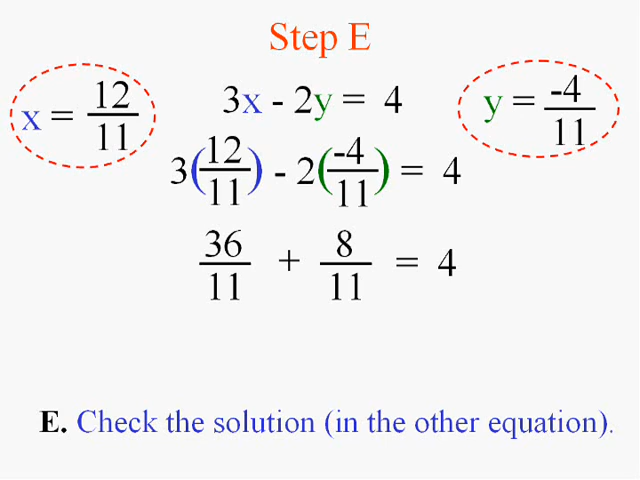 Step E
x = 12/11
3x - 2y = 4
y = -4/11
3(12/11) - 2(-4/11) = 4
36/11 + 8/11 = 4
E. Check the solution (in the other equation).